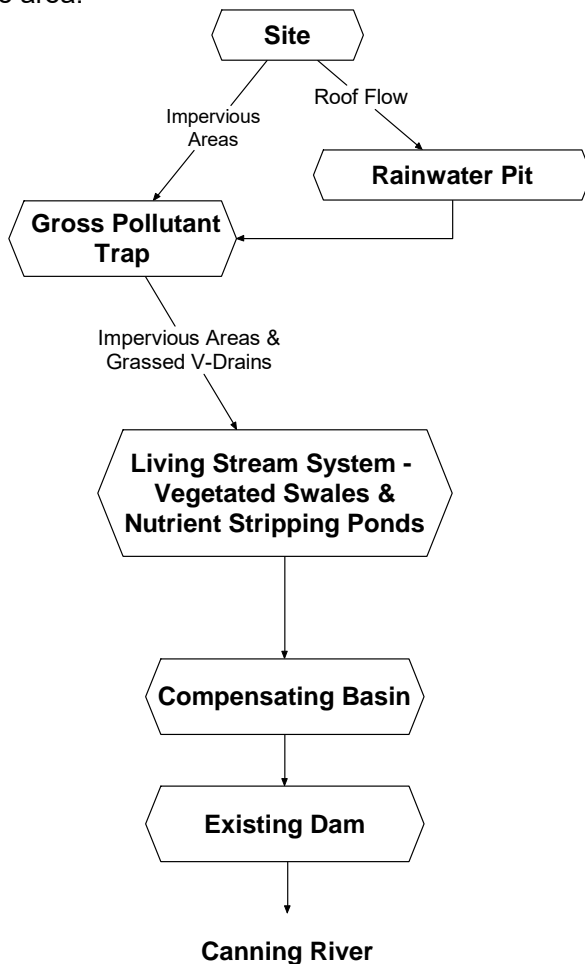 area.
Site
Roof Flow
Impervious
Areas
Rainwater Pit
Gross Pollutant
Trap
Impervious Areas &
Grassed V-Drains
Living Stream System -
Vegetated Swales &
Nutrient Stripping Ponds
Compensating Basin
Existing Dam
Canning River